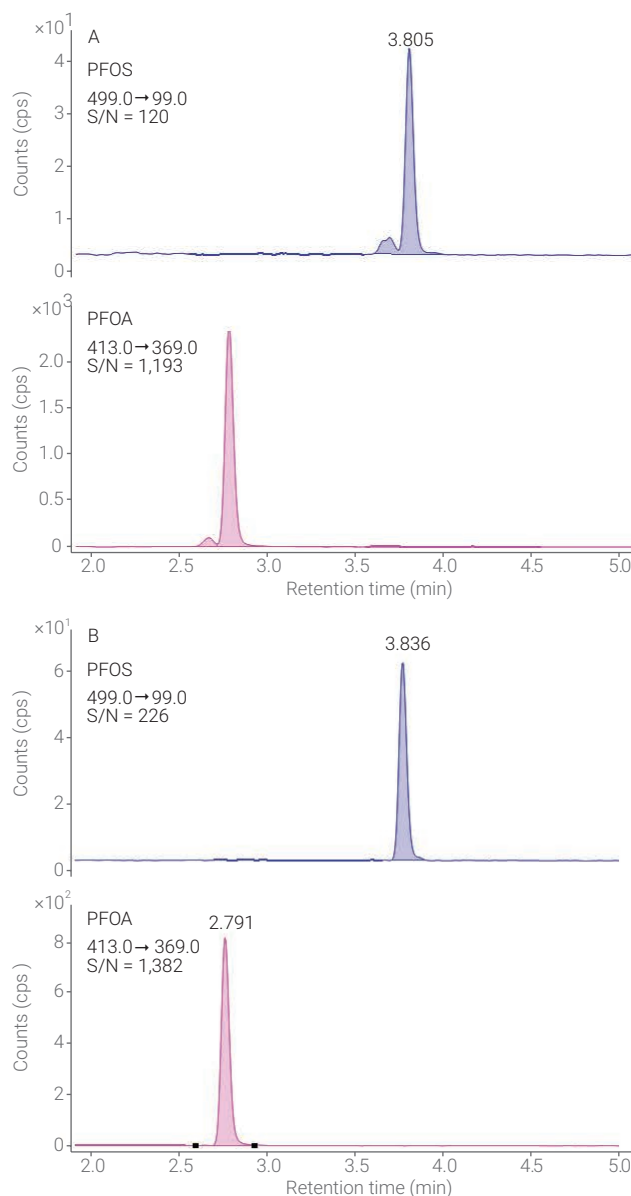 ×10¹
A
3.805
PFOS
499.0→99.0
S/N = 120
Counts (cps)
4
3
2
1
0
×10³
PFOA
413.0→369.0
S/N = 1,193
Counts (cps)
2.0
1.5
1.0
0.5
0
2.0 2.5 3.0 3.5 4.0 4.5 5.0
Retention time (min)
×10¹
B
3.836
PFOS
499.0→99.0
S/N = 226
Counts (cps)
6
4
2
0
×10²
PFOA
2.791
413.0→369.0
S/N = 1,382
Counts (cps)
8
6
4
2
0
2.0 2.5 3.0 3.5 4.0 4.5 5.0
Retention time (min)